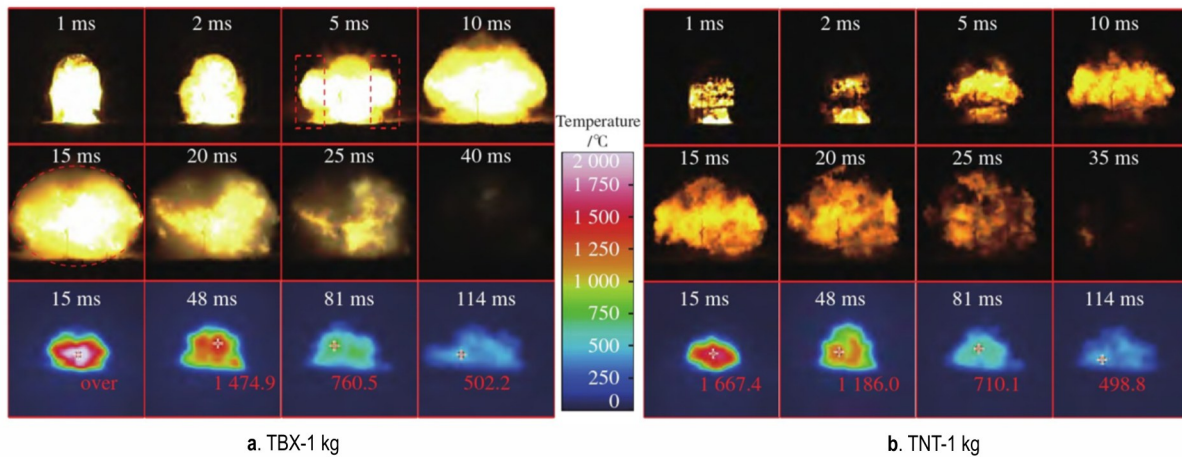 1 ms 2 ms 5 ms 10 ms
15 ms 20 ms 25 ms 40 ms
15 ms 48 ms 81 ms 114 ms
over 1 474.9 760.5 502.2
a. TBX-1 kg
Temperature
/℃
2 000
1 750
1 500
1 250
1 000
750
500
250
0
1 ms 2 ms 5 ms 10 ms
15 ms 20 ms 25 ms 35 ms
15 ms 48 ms 81 ms 114 ms
1 667.4 1 186.0 710.1 498.8
b. TNT-1 kg